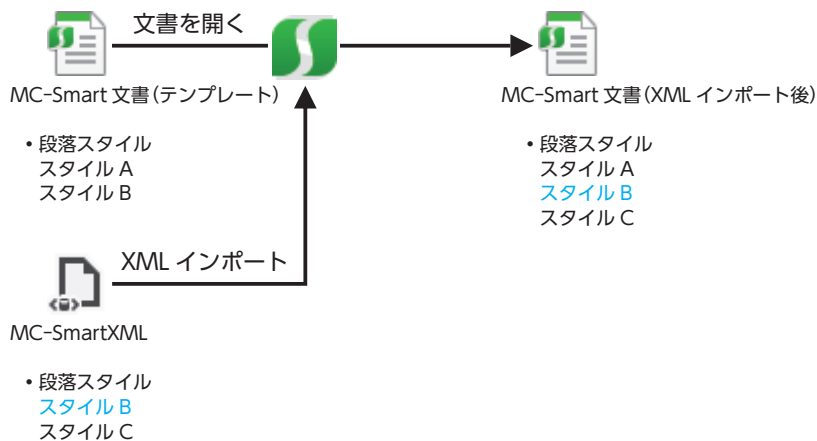 文書を開く
MC-Smart 文書（テンプレート）
• 段落スタイル
スタイル A
スタイル B
XML インポート
MC-SmartXML
• 段落スタイル
スタイル B
スタイル C
MC-Smart 文書（XML インポート後）
• 段落スタイル
スタイル A
スタイル B
スタイル C